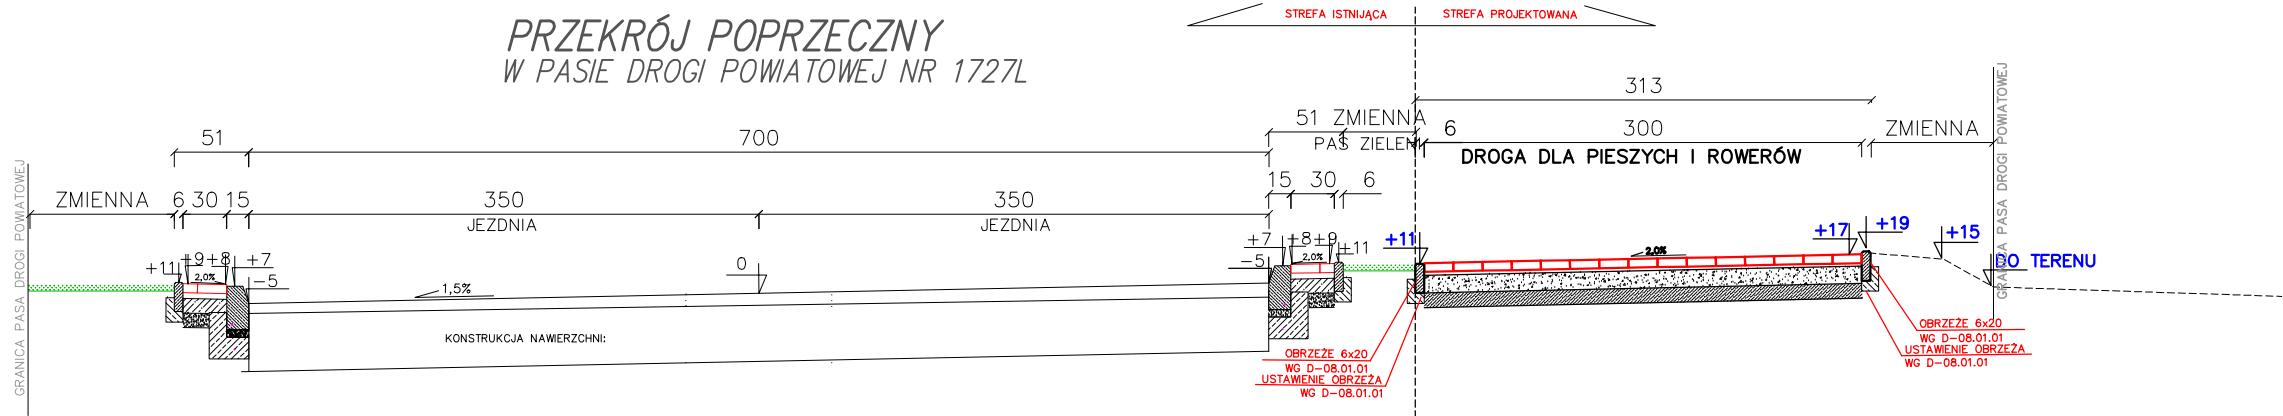 PRZEKRÓJ POPRZECZNY
W PASIE DROGI POWIATOWEJ NR 1727L
STREFA ISTNIJĄCA
STREFA PROJEKTOWANA
313
51
700
51 ZMIENNA
6
300
ZMIENNA
PAS ZIELENI
DROGA DLA PIESZYCH I ROWERÓW
ZMIENNA
6
30
15
350
350
15
30
6
JEZDNIA
JEZDNIA
GRANICA PASA DROGI POWIATOWEJ
GRANICA PASA DROGI POWIATOWEJ
+11
+9
+8
+7
2,0%
-5
1,5%
0
+7
+8
+9
+11
2,0%
-5
+11
2,0%
+17
+19
+15
DO TERENU
KONSTRUKCJA NAWIERZCHNI:
OBRZEŻE 6x20
WG D-08.01.01
USTAWIENIE OBRZEŻA
WG D-08.01.01
OBRZEŻE 6x20
WG D-08.01.01
USTAWIENIE OBRZEŻA
WG D-08.01.01